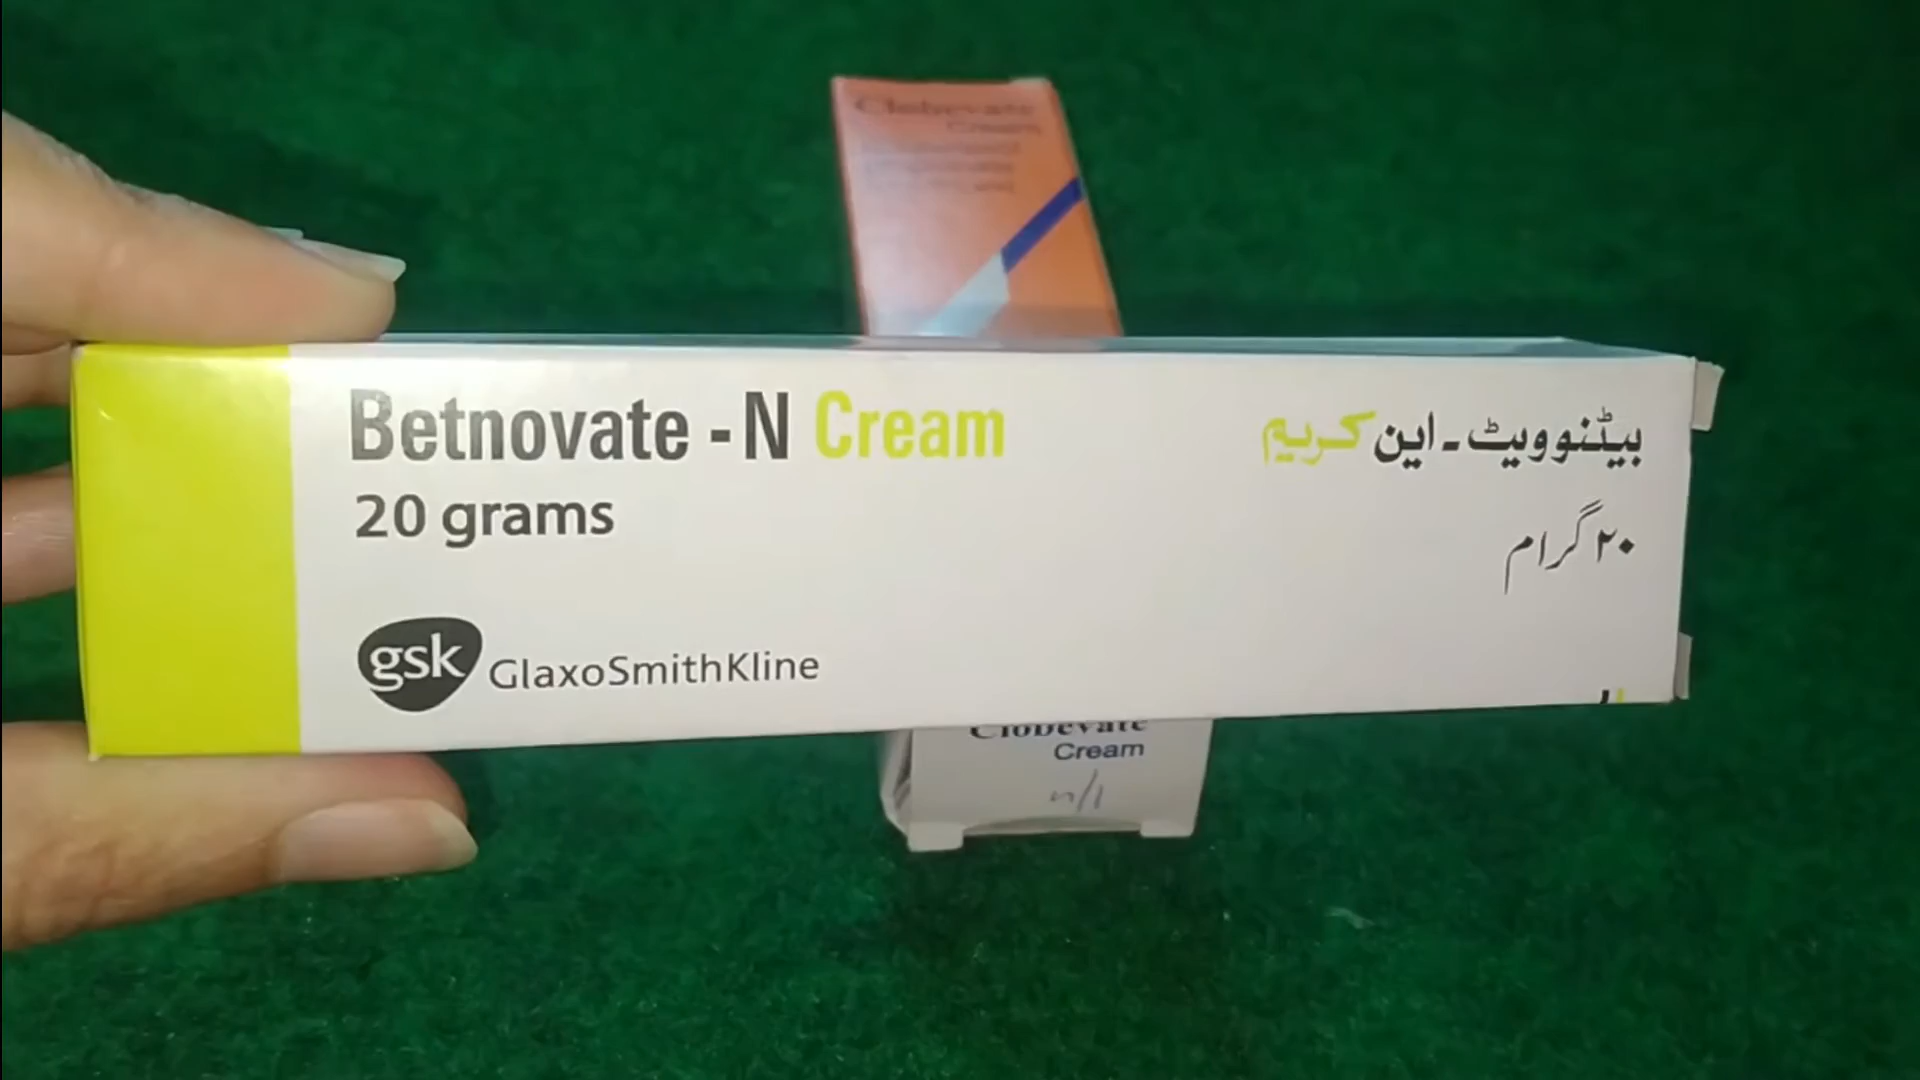 Clobevate
Cream
Betnovate - N Cream
20 grams
gsk GlaxoSmithKline
بیٹنوویٹ۔این کریم
۲۰ گرام
Clobevate
Cream